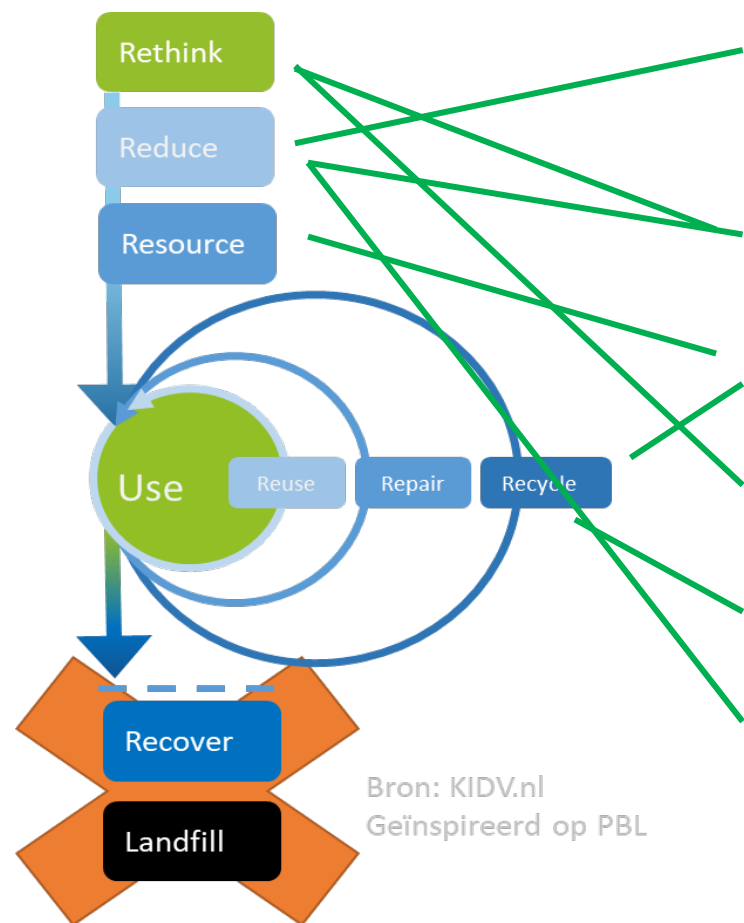 Rethink
Reduce
Resource
Use
Reuse
Repair
Recycle
Recover
Landfill
Bron: KIDV.nl
Geïnspireerd op PBL